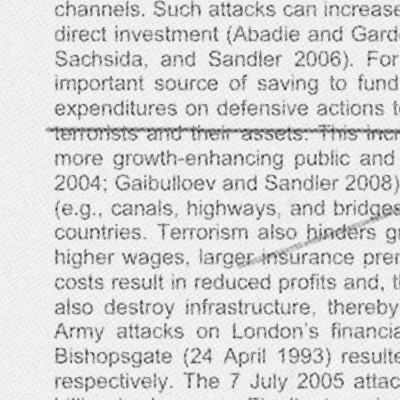 channels. Such attacks can increase
direct investment (Abadie and Gard
Sachsida, and Sandler 2006). For
important source of saving to fund
expenditures on defensive actions t
terrorists and their assets. This incr
more growth-enhancing public and
2004; Gaibulloev and Sandler 2008)
(e.g., canals, highways, and bridges
countries. Terrorism also hinders g
higher wages, larger insurance prem
costs result in reduced profits and, t
also destroy infrastructure, thereby
Army attacks on London's financia
Bishopsgate (24 April 1993) resulte
respectively. The 7 July 2005 attac